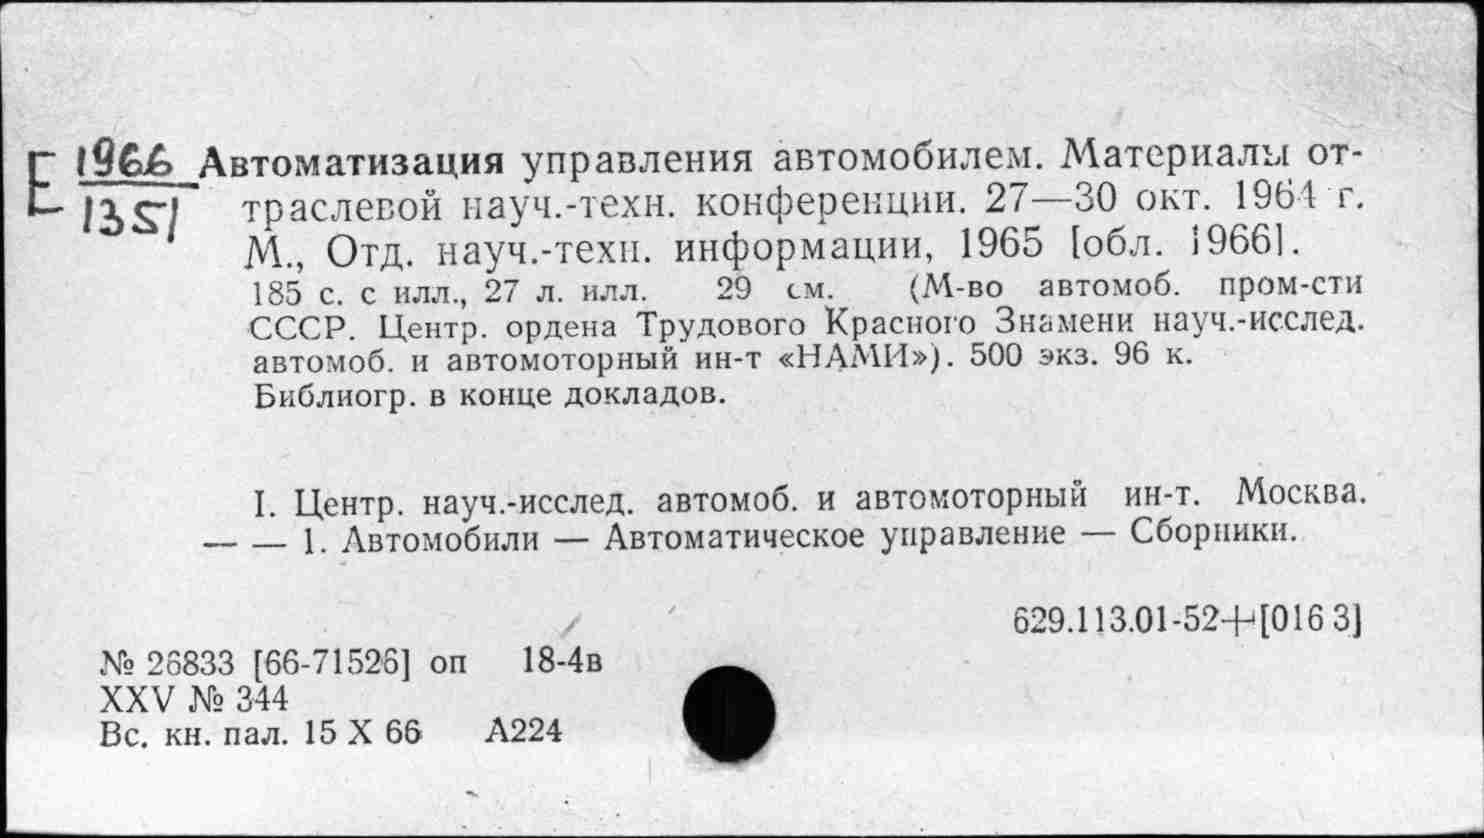 Е 1966 Автоматизация управления автомобилем. Материалы от-
1351 траслевой науч.-техн. конференции. 27—30 окт. 1964 г.
М., Отд. науч.-техн. информации, 1965 [обл. 1966].
185 с. с илл., 27 л. илл. 29 см. (М-во автомоб. пром-сти
СССР. Центр. ордена Трудового Красного Знамени науч.-исслед.
автомоб. и автомоторный ин-т «НАМИ»). 500 экз. 96 к.
Библиогр. в конце докладов.
I. Центр. науч.-исслед. автомоб. и автомоторный ин-т. Москва.
— — 1. Автомобили — Автоматическое управление — Сборники.
629.113.01-52+[016 3]
№ 26833 [66-71526] оп 18-4в
XXV № 344
Вс. кн. пал. 15 X 66 А224